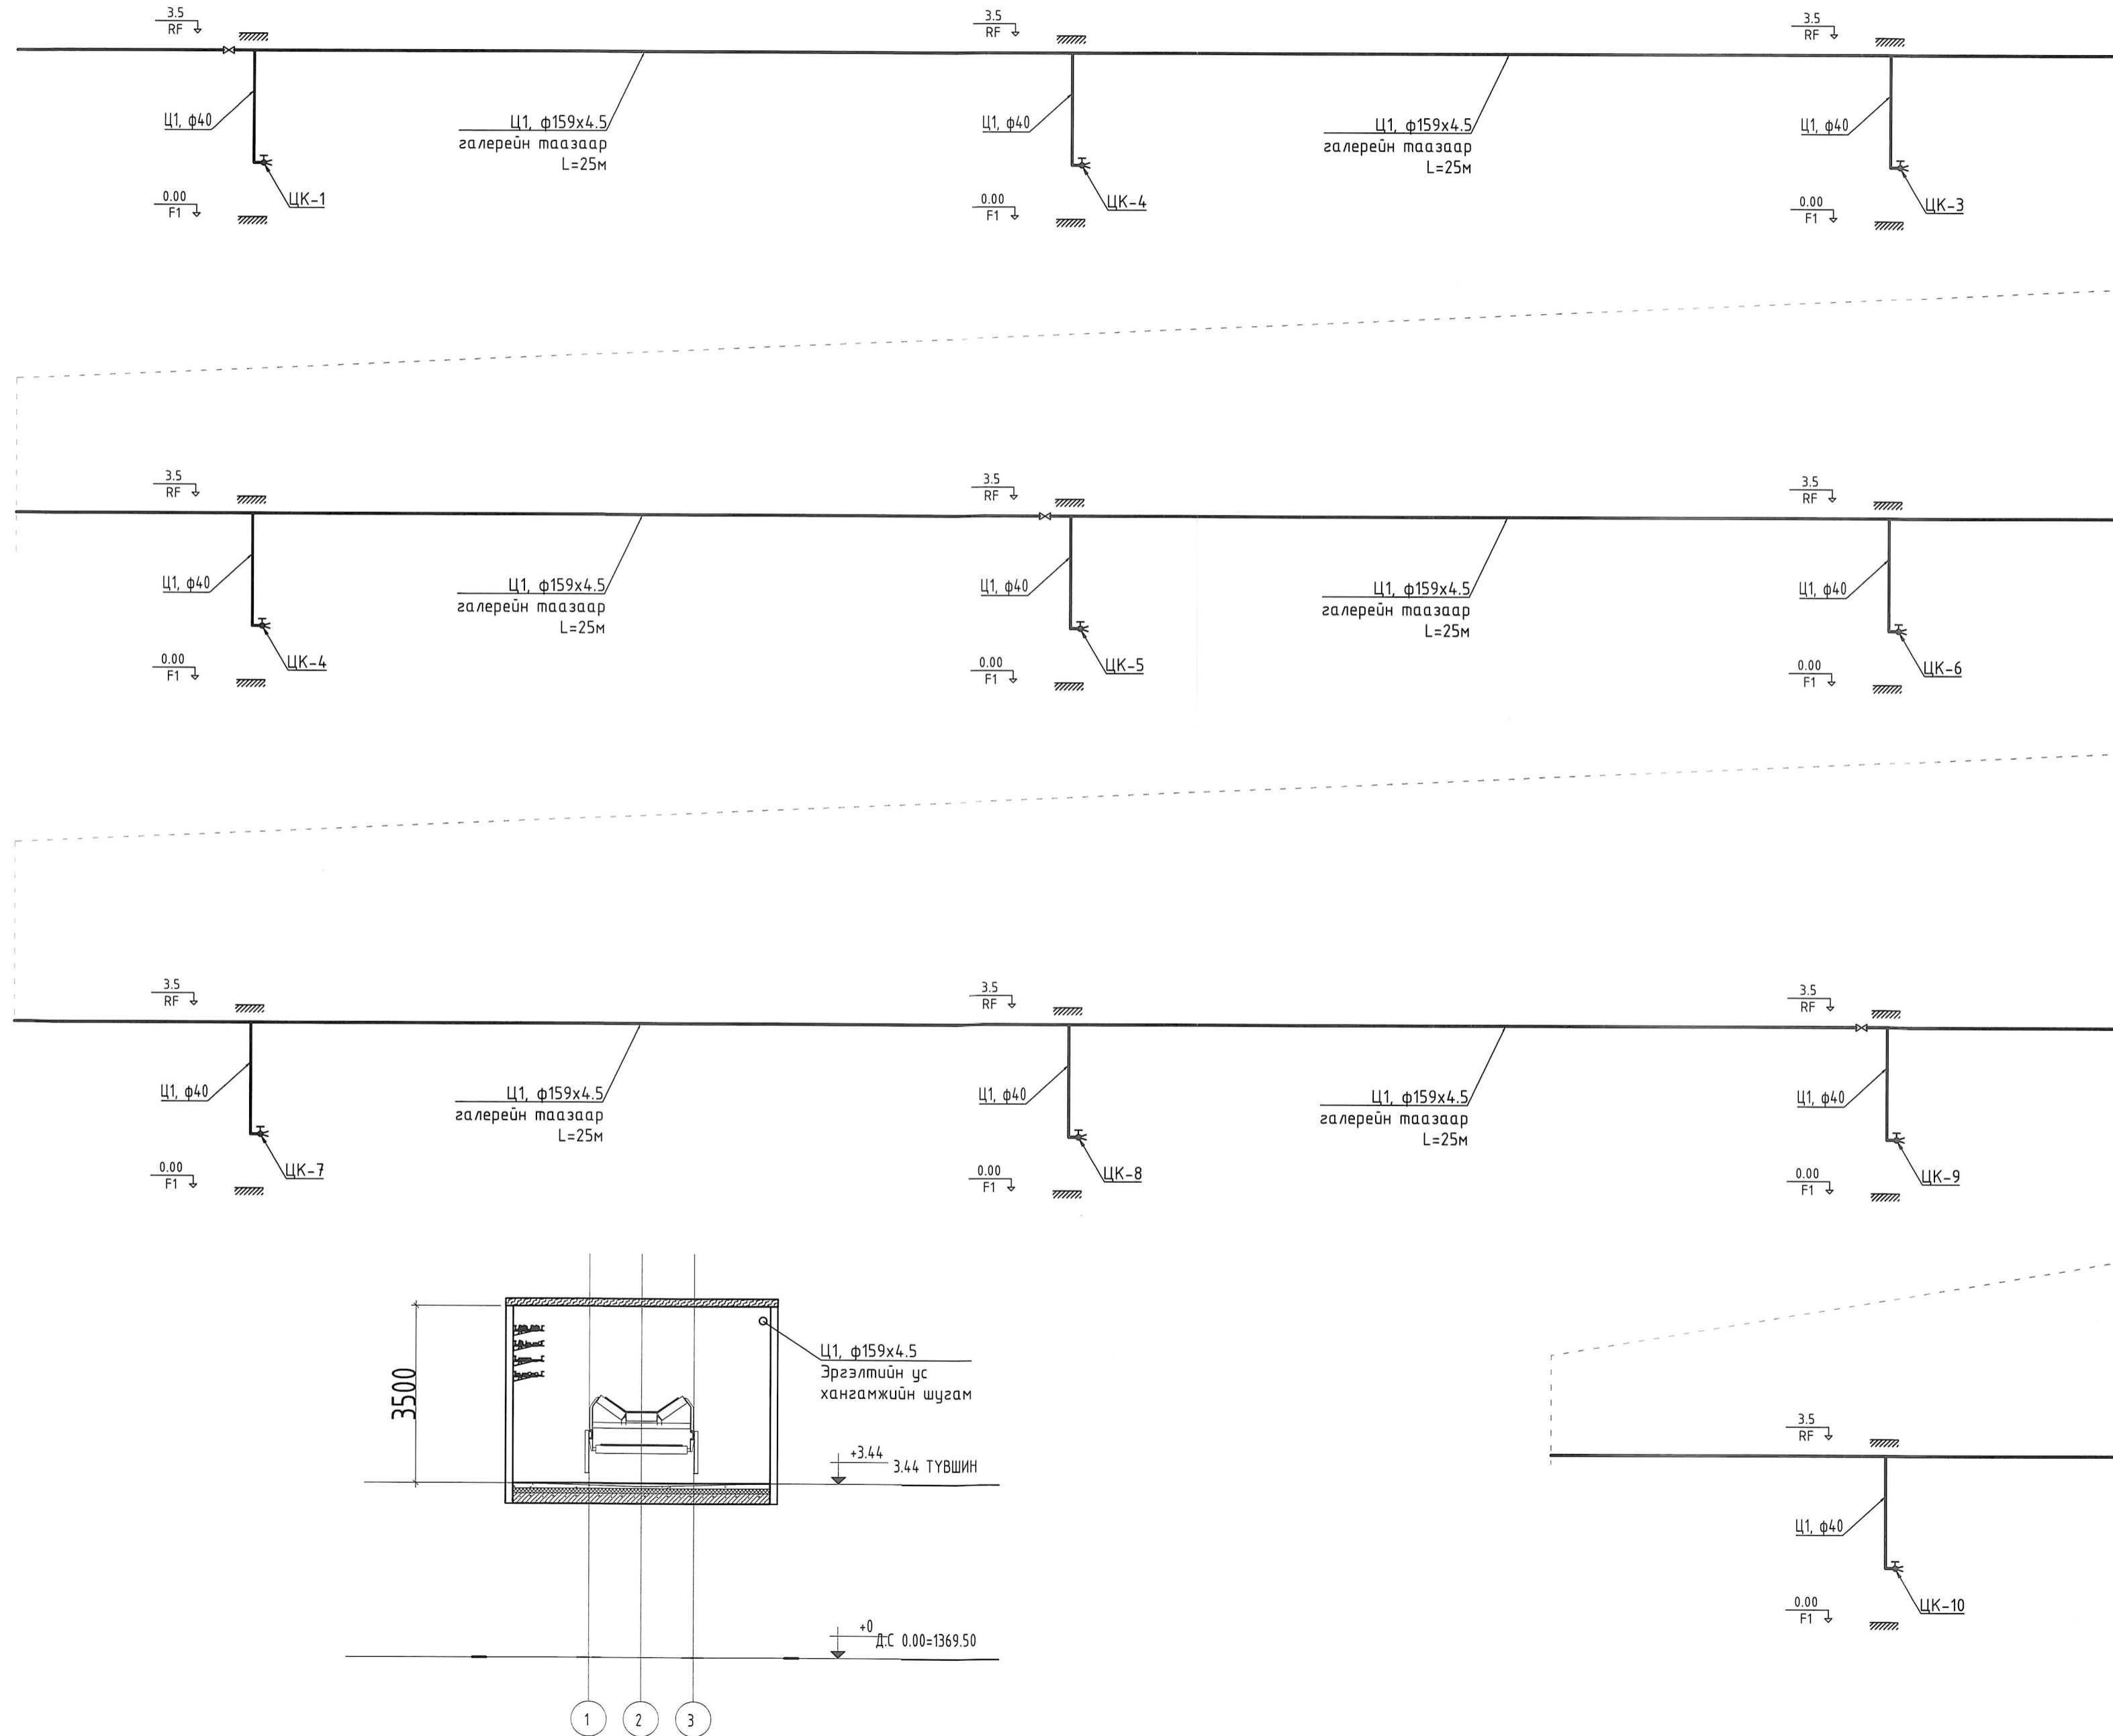 3.5
RF
3.5
RF
3.5
RF
Ц1, ф40
Ц1, ф159x4.5
галерейн таазаар
L=25м
Ц1, ф40
Ц1, ф159x4.5
галерейн таазаар
L=25м
Ц1, ф40
0.00
F1
ЦК-1
0.00
F1
ЦК-4
0.00
F1
ЦК-3
3.5
RF
3.5
RF
3.5
RF
Ц1, ф40
Ц1, ф159x4.5
галерейн таазаар
L=25м
Ц1, ф40
Ц1, ф159x4.5
галерейн таазаар
L=25м
Ц1, ф40
0.00
F1
ЦК-4
0.00
F1
ЦК-5
0.00
F1
ЦК-6
3.5
RF
3.5
RF
3.5
RF
Ц1, ф40
Ц1, ф159x4.5
галерейн таазаар
L=25м
Ц1, ф40
Ц1, ф159x4.5
галерейн таазаар
L=25м
Ц1, ф40
0.00
F1
ЦК-7
0.00
F1
ЦК-8
0.00
F1
ЦК-9
3500
Ц1, ф159x4.5
Эргэлтийн ус
хангамжийн шугам
+3.44
3.44 ТҮВШИН
+0
Д.С 0.00=1369.50
1
2
3
3.5
RF
Ц1, ф40
0.00
F1
ЦК-10